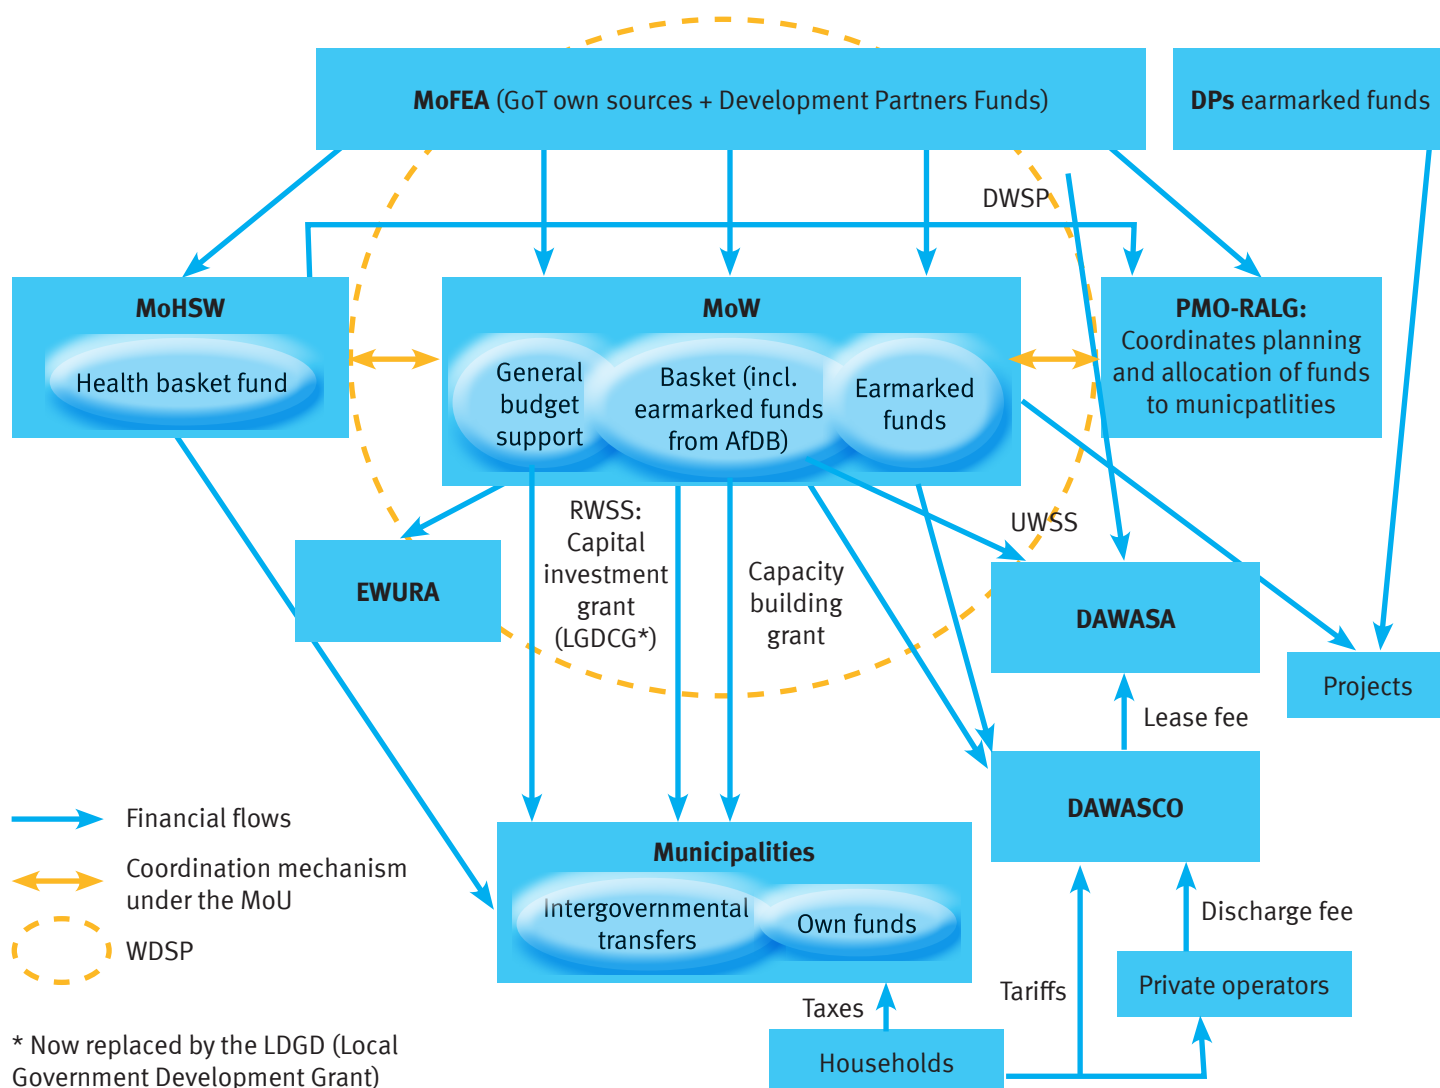 MoFEA (GoT own sources + Development Partners Funds)
DPs earmarked funds
DWSP
MoHSW
Health basket fund
MoW
General
budget
support
Basket (incl.
earmarked funds
from AfDB)
Earmarked
funds
PMO-RALG:
Coordinates planning
and allocation of funds
to municpatlities
EWURA
RWSS:
Capital
investment
grant
(LGDCG*)
Capacity
building
grant
UWSS
DAWASA
Projects
Lease fee
DAWASCO
Financial flows
Coordination mechanism
under the MoU
WDSP
Municipalities
Intergovernmental
transfers
Own funds
Discharge fee
Private operators
Tariffs
Taxes
Households
* Now replaced by the LDGD (Local
Government Development Grant)